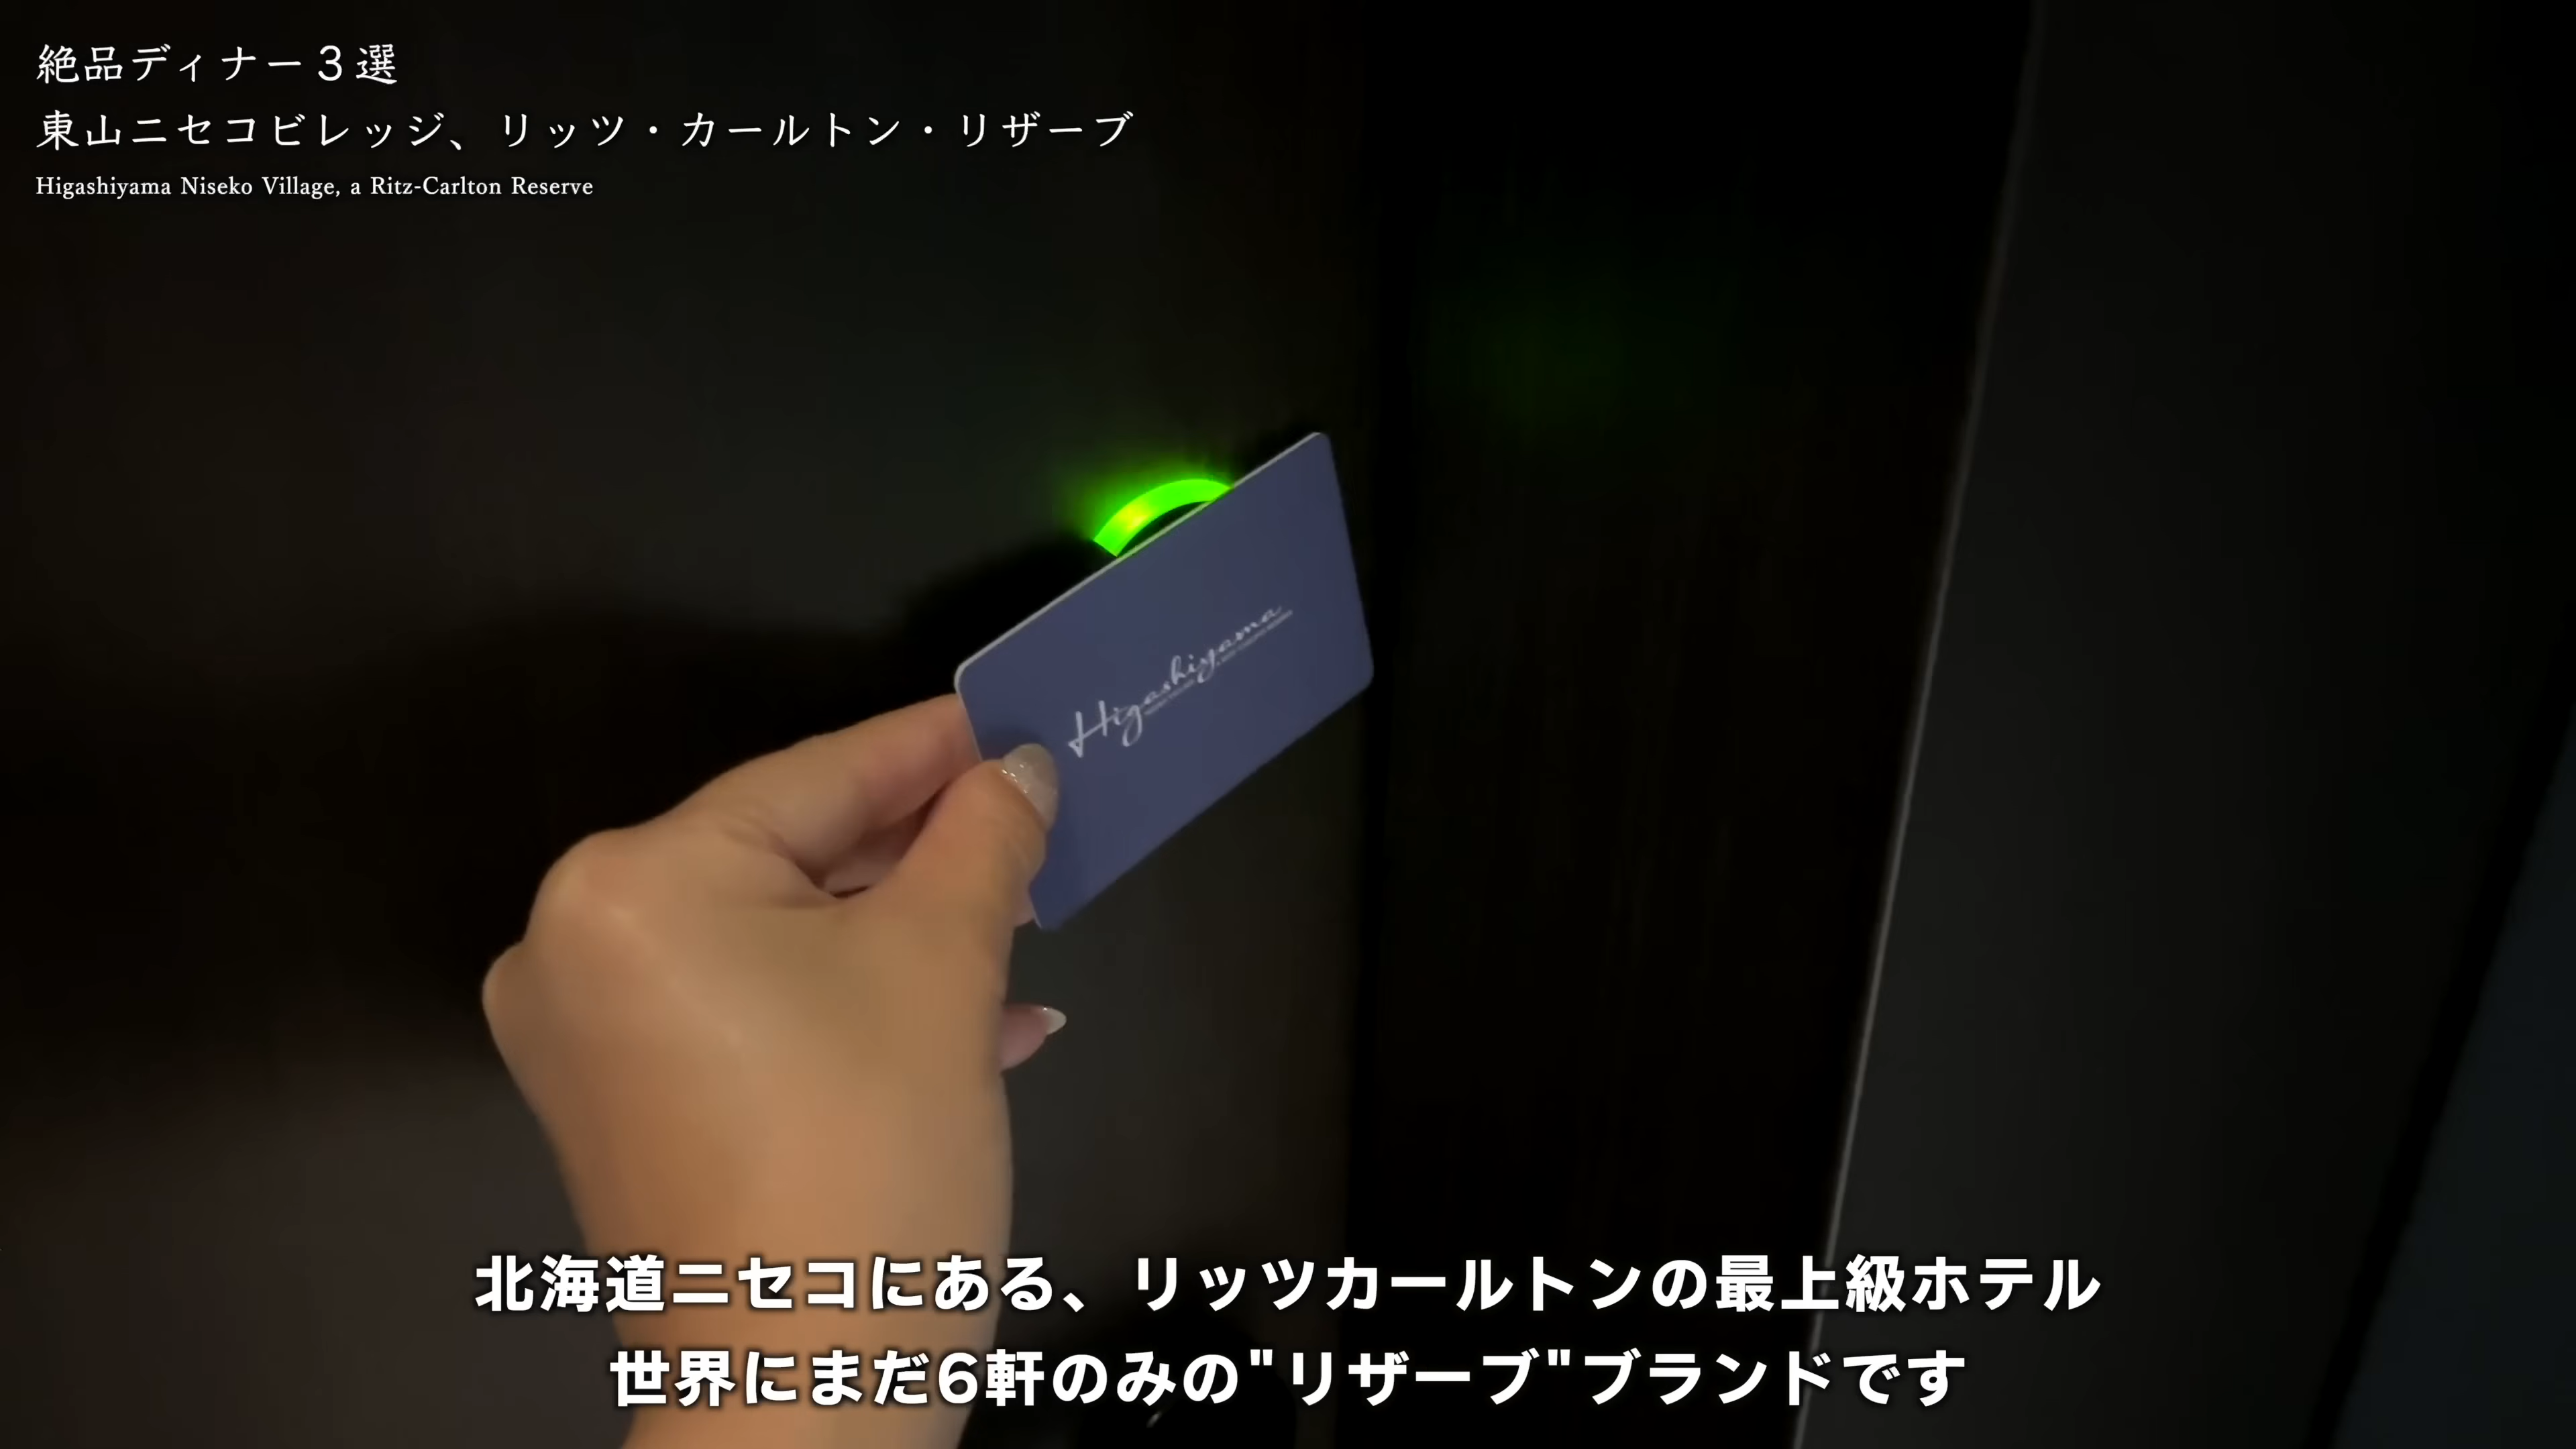 絶品ディナー３選
東山ニセコビレッジ、リッツ・カールトン・リザーブ
Higashiyama Niseko Village, a Ritz-Carlton Reserve
Higashiyama
北海道ニセコにある、リッツカールトンの最上級ホテル
世界にまだ6軒のみの"リザーブ"ブランドです